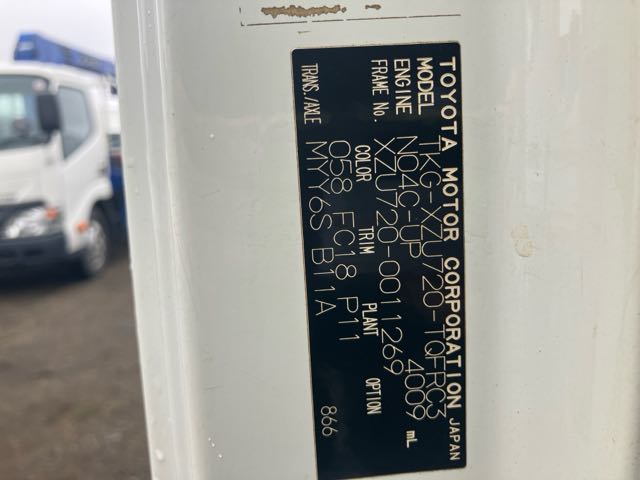 TOYOTA MOTOR CORPORATION JAPAN
MODEL TKG-XZU720-TQFRC3
ENGINE N04C-UP 4009 mL
FRAME No. XZU720-0011269
COLOR TRIM PLANT OPTION
058 FC18 P11
TRANS./AXLE MYY6S B11A 866